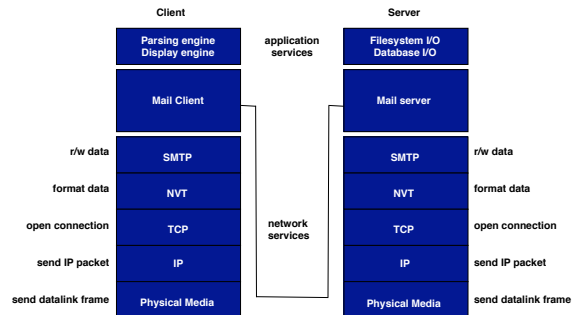 Client
Server
Parsing engine
Display engine
application
services
Filesystem I/O
Database I/O
Mail Client
Mail server
r/w data
SMTP
SMTP
r/w data
format data
NVT
NVT
format data
open connection
TCP
network
services
TCP
open connection
send IP packet
IP
IP
send IP packet
send datalink frame
Physical Media
Physical Media
send datalink frame